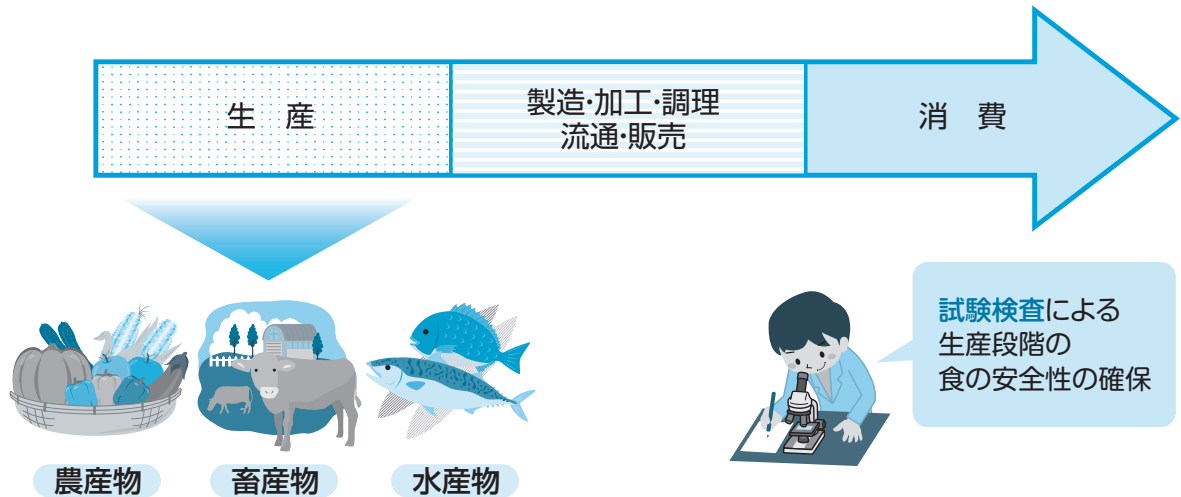 生 産
製造・加工・調理
流通・販売
消 費
農産物
畜産物
水産物
試験検査による
生産段階の
食の安全性の確保